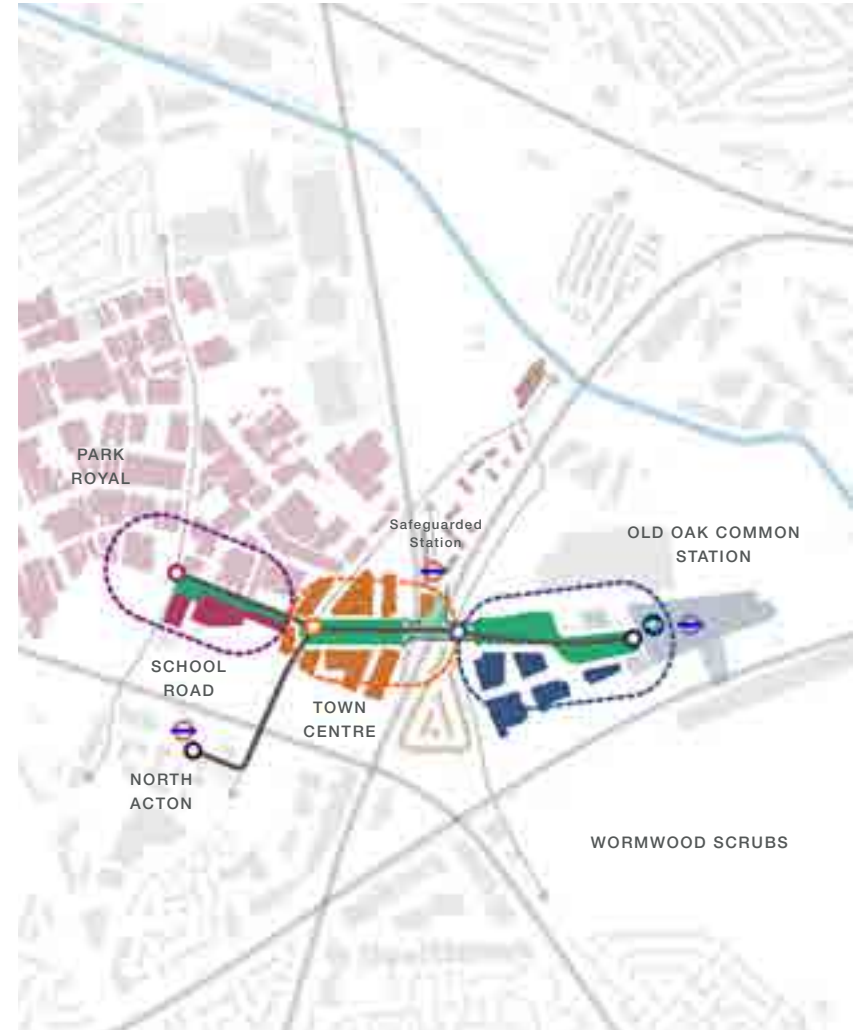 PARK
ROYAL
Safeguarded
Station
OLD OAK COMMON
STATION
SCHOOL
ROAD
TOWN
CENTRE
NORTH
ACTON
WORMWOOD SCRUBS